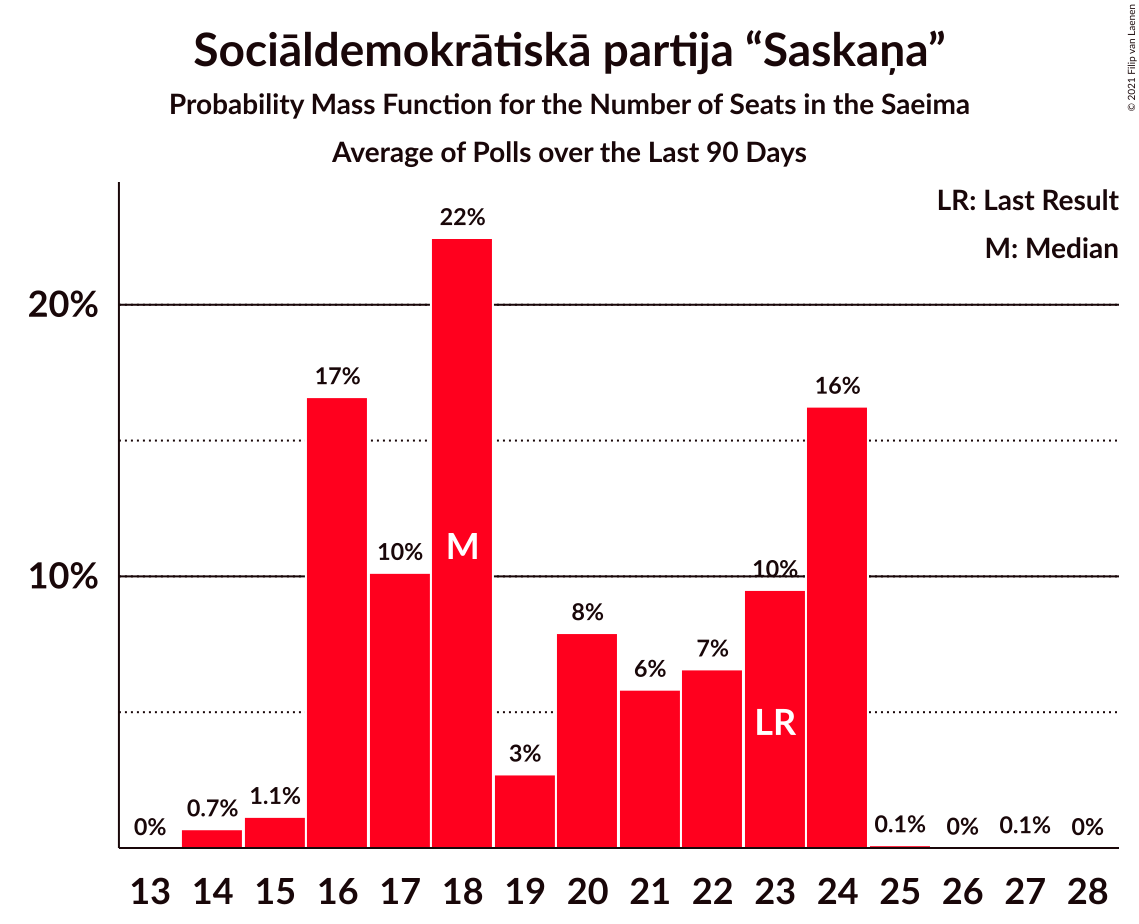 Sociāldemokrātiskā partija “Saskaņa”
Probability Mass Function for the Number of Seats in the Saeima
Average of Polls over the Last 90 Days
© 2021 Filip van Laenen
LR: Last Result
M: Median
22%
20%
17%
16%
10%
M
10%
10%
8%
7%
6%
LR
3%
1.1%
0.7%
0%
0.1%
0%
0.1%
0%
13 14 15 16 17 18 19 20 21 22 23 24 25 26 27 28